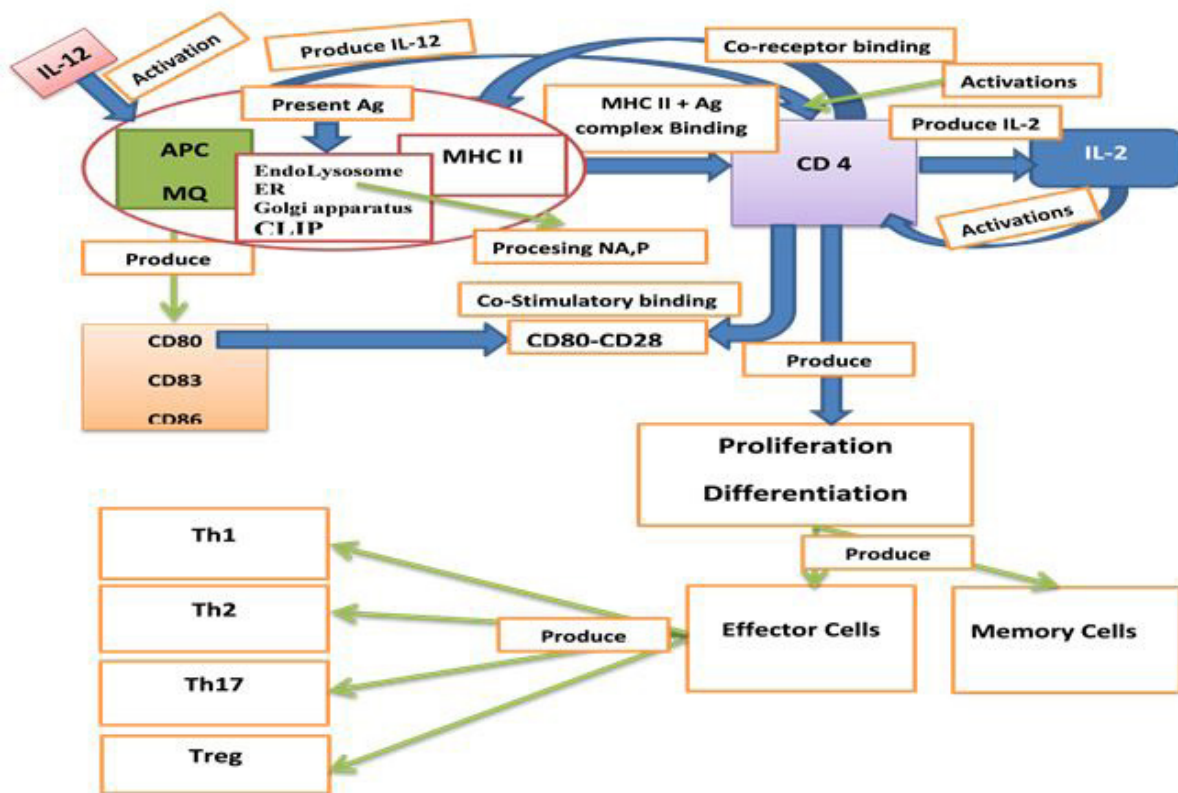 IL-12
Activation
Produce IL-12
Co-receptor binding
Activations
Present Ag
MHC II + Ag
complex Binding
Produce IL-2
APC
MQ
MHC II
EndoLysosome
ER
Golgi apparatus
CLIP
CD 4
IL-2
Activations
Produce
Procesing NA,P
Co-Stimulatory binding
CD80
CD83
CD86
CD80-CD28
Produce
Proliferation
Differentiation
Produce
Th1
Th2
Th17
Treg
Produce
Effector Cells
Memory Cells